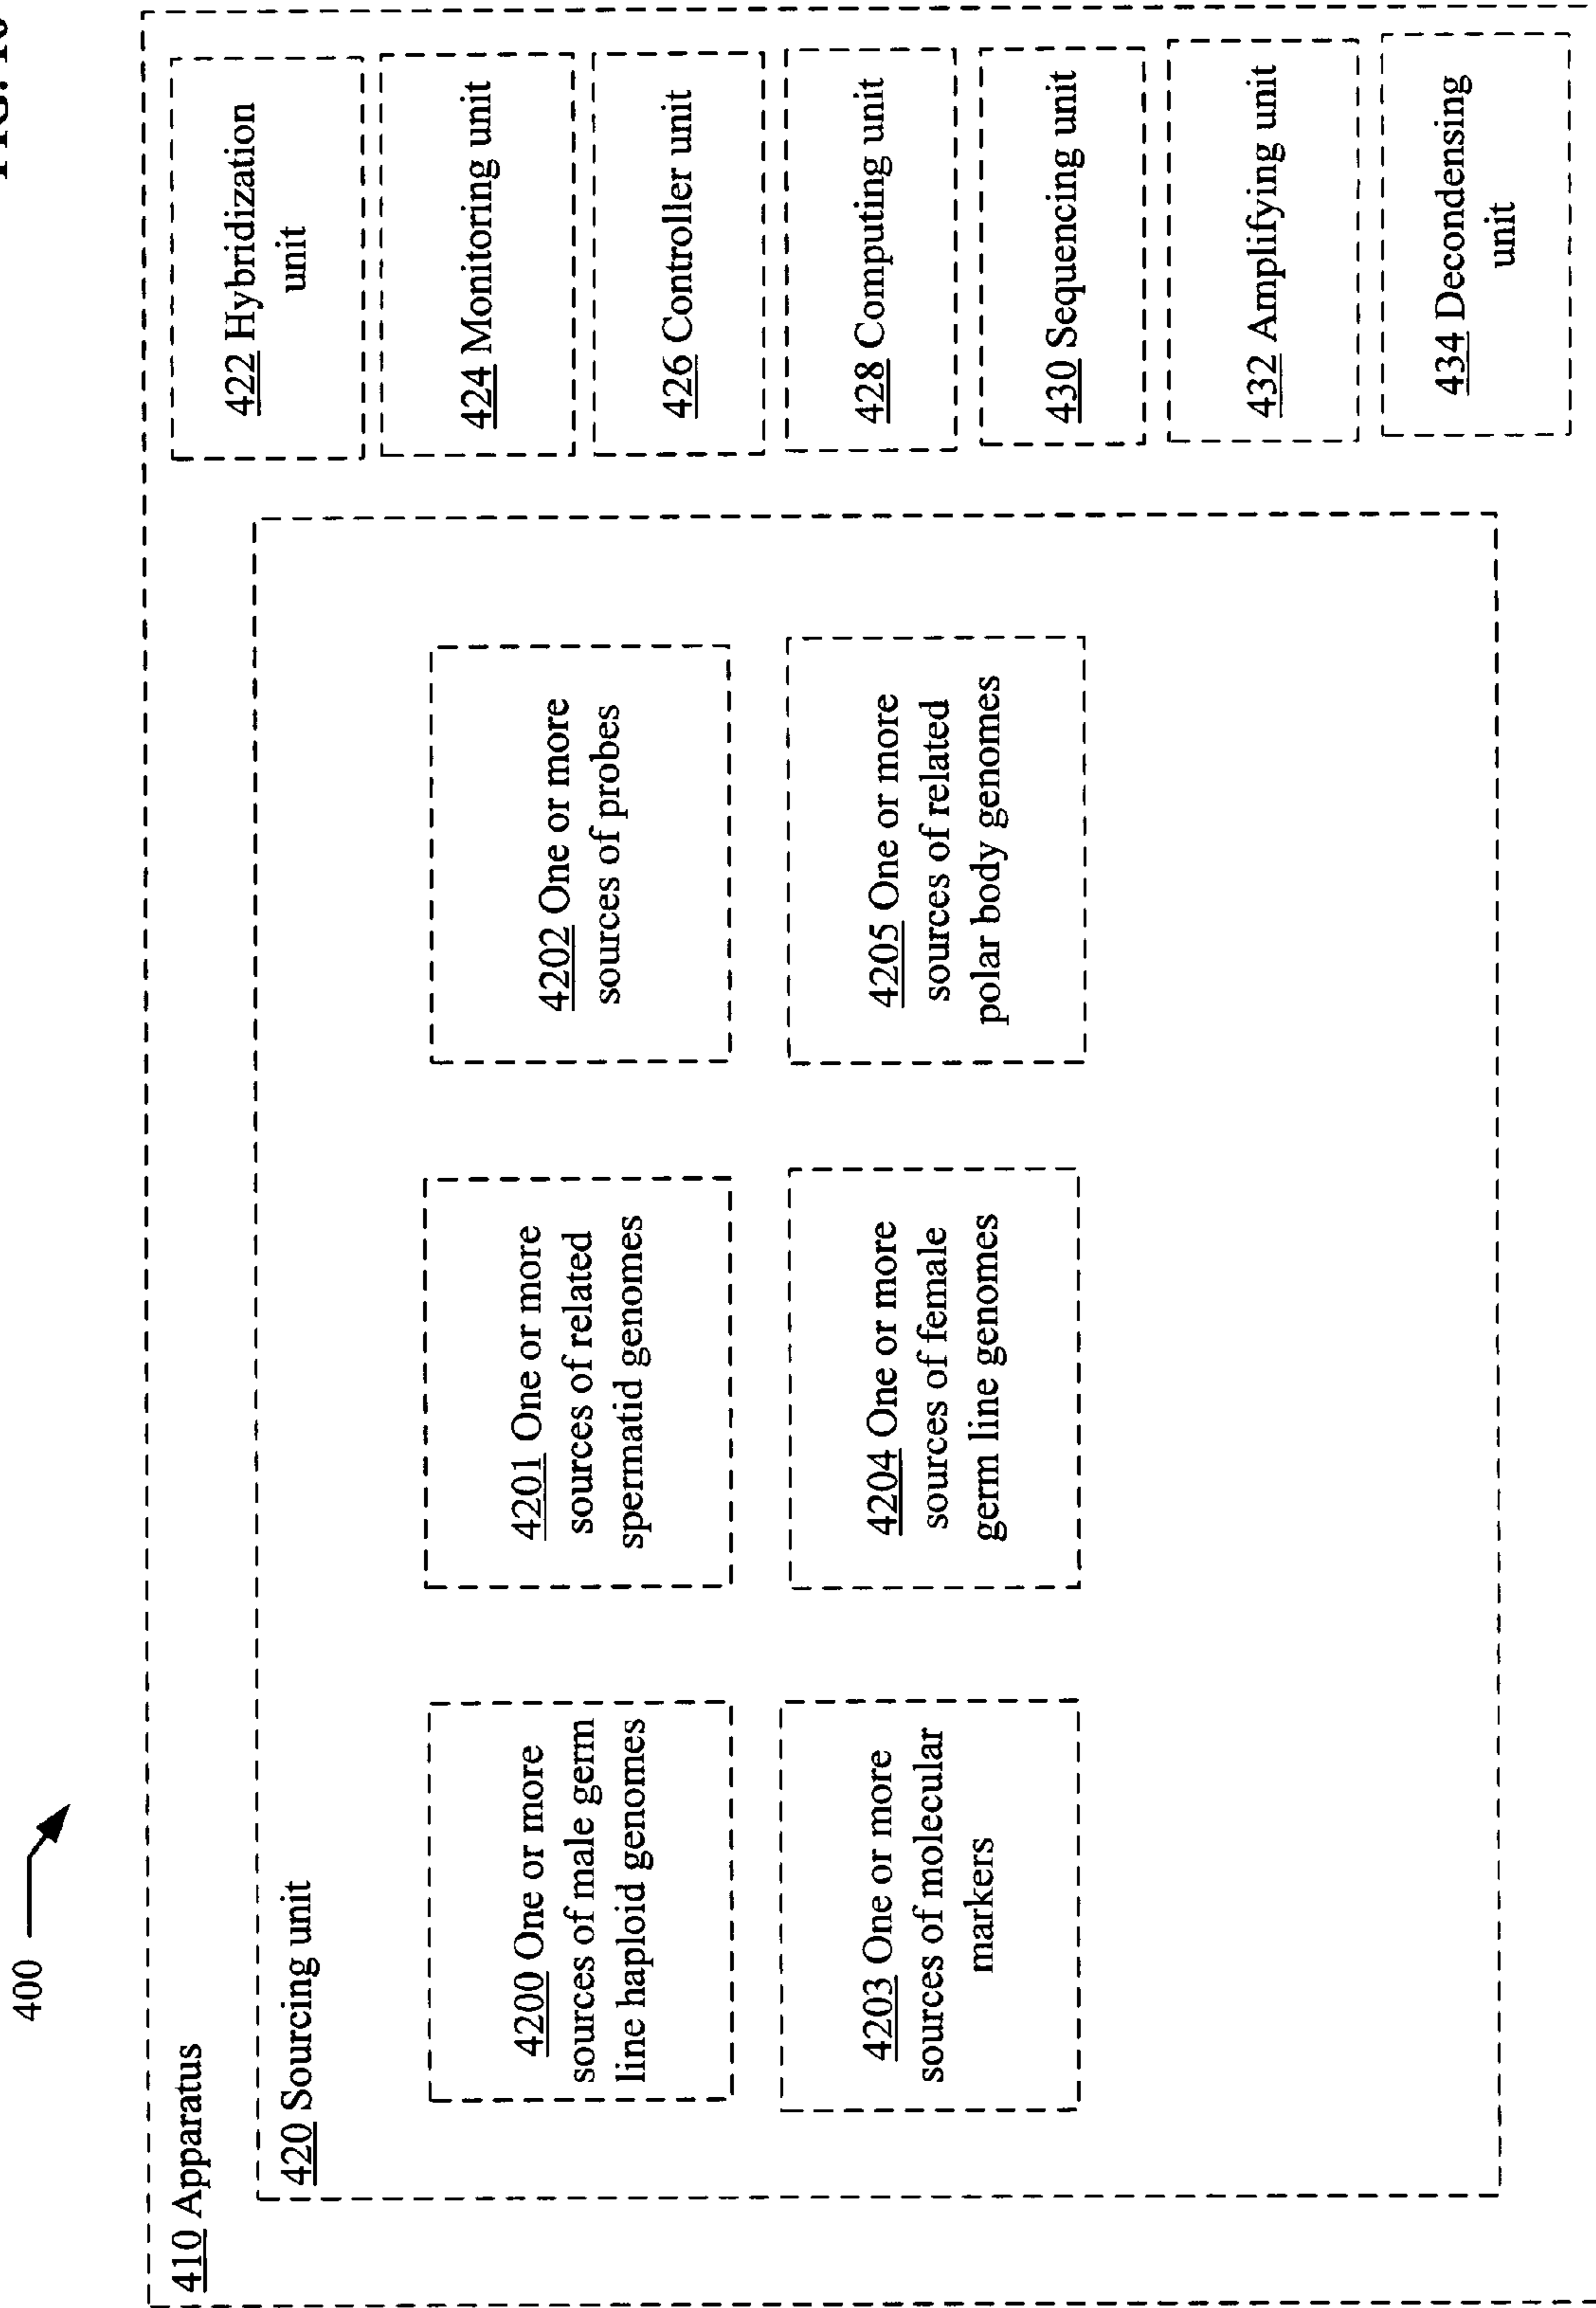 FIG.
400
410 Apparatus
420 Sourcing unit
4200 One or more
sources of male germ
line haploid genomes
4201 One or more
sources of related
spermatid genomes
4202 One or more
sources of probes
4203 One or more
sources of molecular
markers
4204 One or more
sources of female
germ line genomes
4205 One or more
sources of related
polar body genomes
422 Hybridization
unit
424 Monitoring unit
426 Controller unit
428 Computing unit
430 Sequencing unit
432 Amplifying unit
434 Decondensing
unit